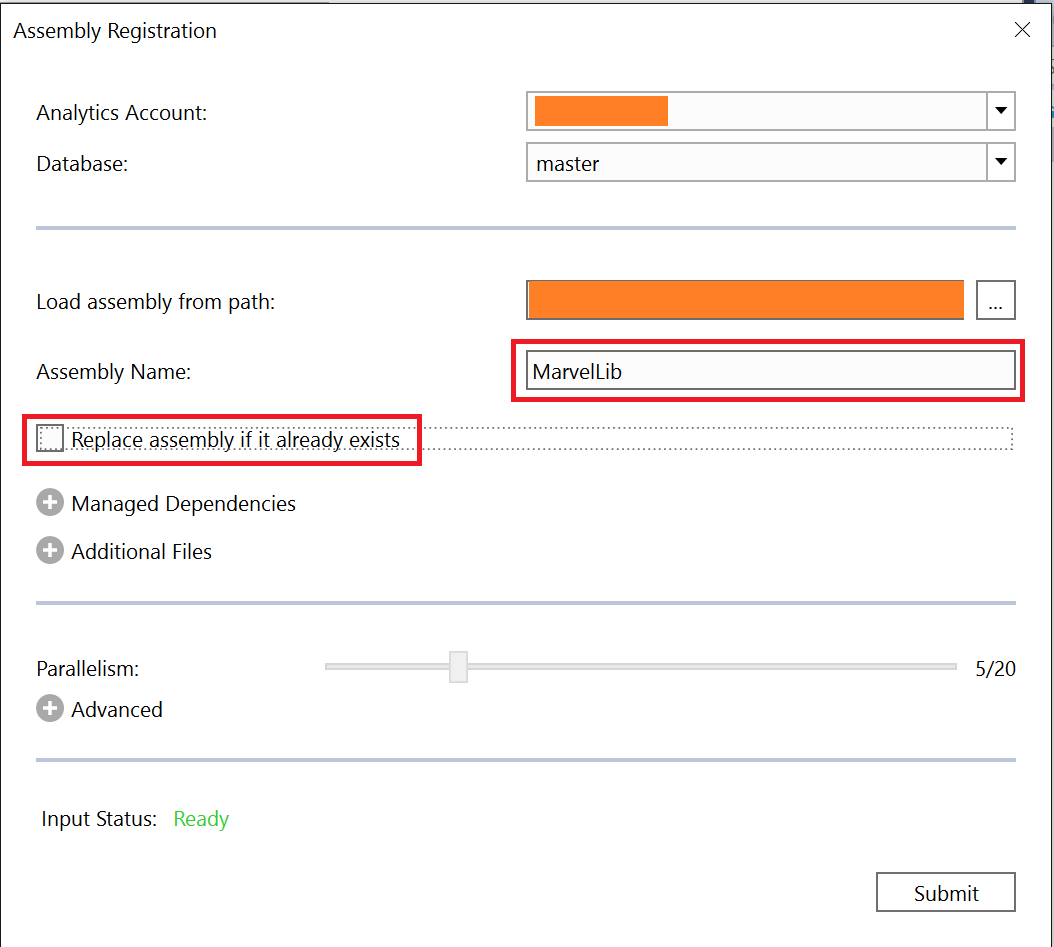 Assembly Registration
Analytics Account:
Database: master
Load assembly from path: ...
Assembly Name: MarvelLib
Replace assembly if it already exists
Managed Dependencies
Additional Files
Parallelism: 5/20
Advanced
Input Status: Ready
Submit